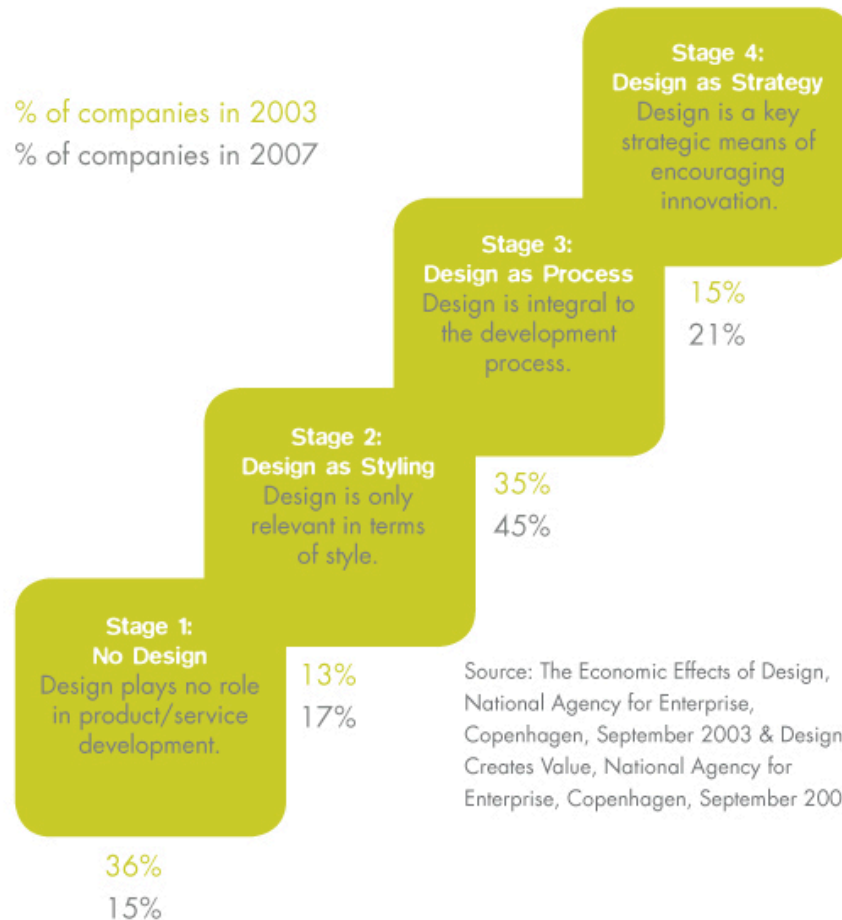 % of companies in 2003
% of companies in 2007
Stage 4:
Design as Strategy
Design is a key
strategic means of
encouraging
innovation.
15%
21%
Stage 3:
Design as Process
Design is integral to
the development
process.
35%
45%
Stage 2:
Design as Styling
Design is only
relevant in terms
of style.
13%
17%
Stage 1:
No Design
Design plays no role
in product/service
development.
36%
15%
Source: The Economic Effects of Design,
National Agency for Enterprise,
Copenhagen, September 2003 & Design
Creates Value, National Agency for
Enterprise, Copenhagen, September